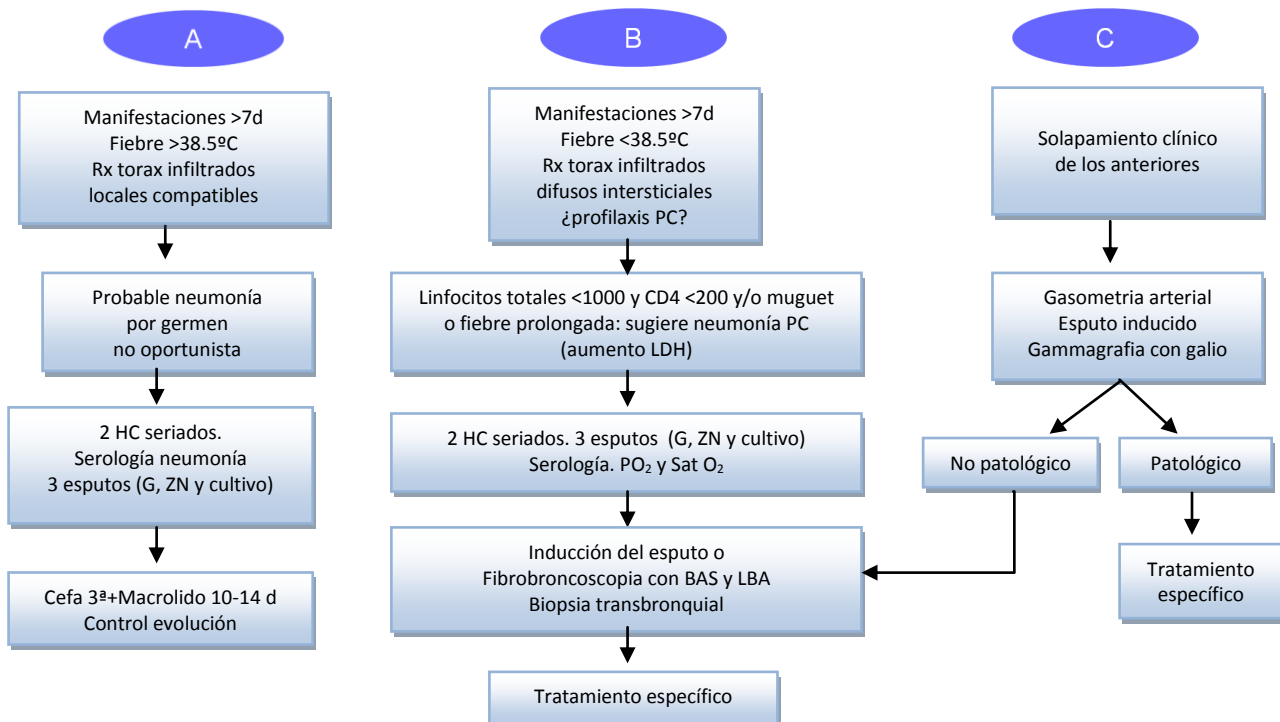 A
Manifestaciones >7d
Fiebre >38.5ºC
Rx torax infiltrados
locales compatibles
Probable neumonía
por germen
no oportunista
2 HC seriados.
Serología neumonía
3 esputos (G, ZN y cultivo)
Cefa 3ª+Macrolido 10-14 d
Control evolución
B
Manifestaciones >7d
Fiebre <38.5ºC
Rx torax infiltrados
difusos intersticiales
¿profilaxis PC?
Linfocitos totales <1000 y CD4 <200 y/o muguet
o fiebre prolongada: sugiere neumonía PC
(aumento LDH)
2 HC seriados. 3 esputos (G, ZN y cultivo)
Serología. PO₂ y Sat O₂
Inducción del esputo o
Fibrobroncoscopia con BAS y LBA
Biopsia transbronquial
Tratamiento específico
C
Solapamiento clínico
de los anteriores
Gasometria arterial
Esputo inducido
Gammagrafia con galio
No patológico
Patológico
Tratamiento
específico